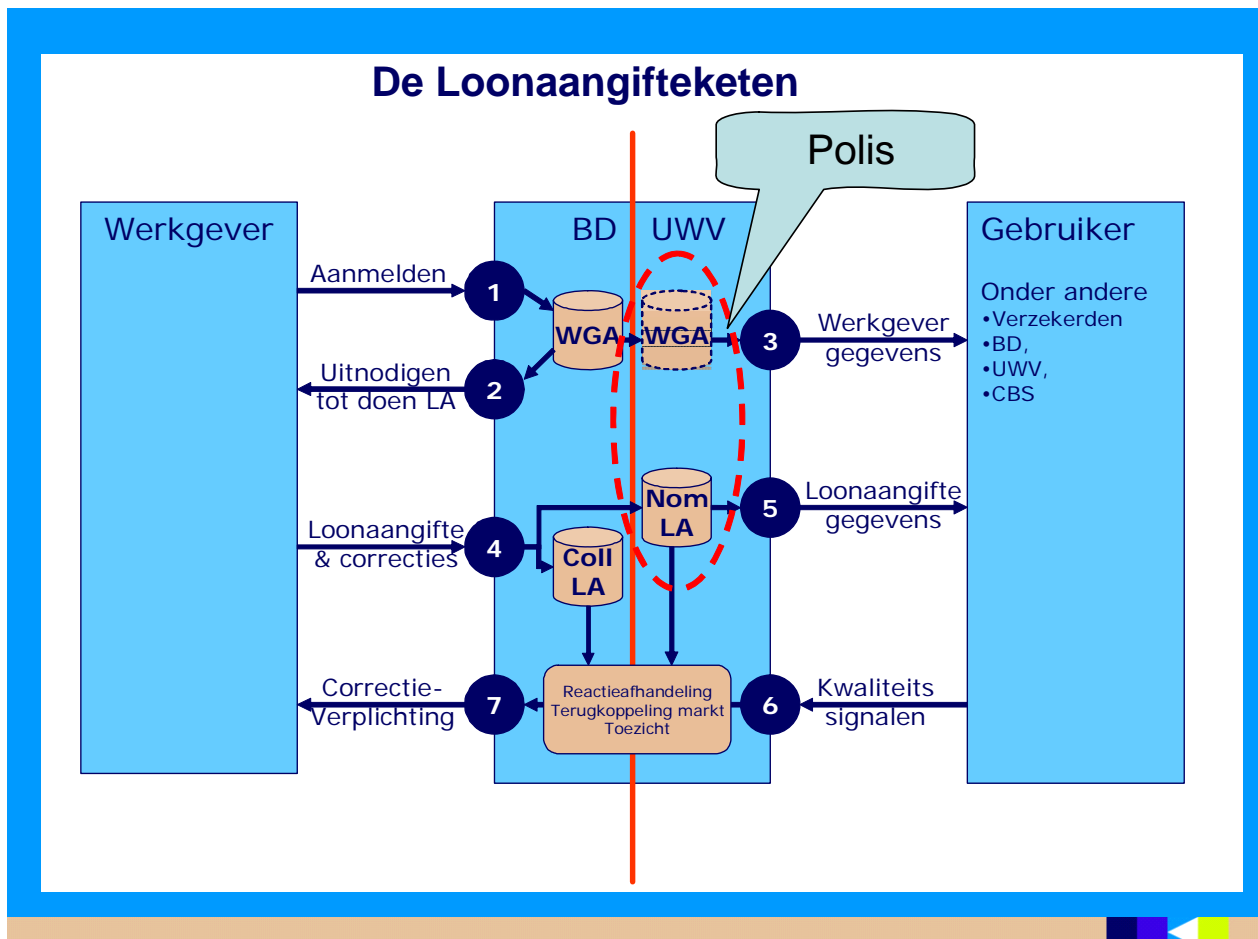 De Loonaangifteketen
Polis
Werkgever
BD
UWV
Gebruiker
Onder andere
•Verzekerden
•BD,
•UWV,
•CBS
Aanmelden
1
WGA
WGA
3
Werkgever
gegevens
Uitnodigen
tot doen LA
2
Loonaangifte
& correcties
4
Coll
LA
Nom
LA
5
Loonaangifte
gegevens
Correctie-
Verplichting
7
Reactieafhandeling
Terugkoppeling markt
Toezicht
6
Kwaliteits
signalen